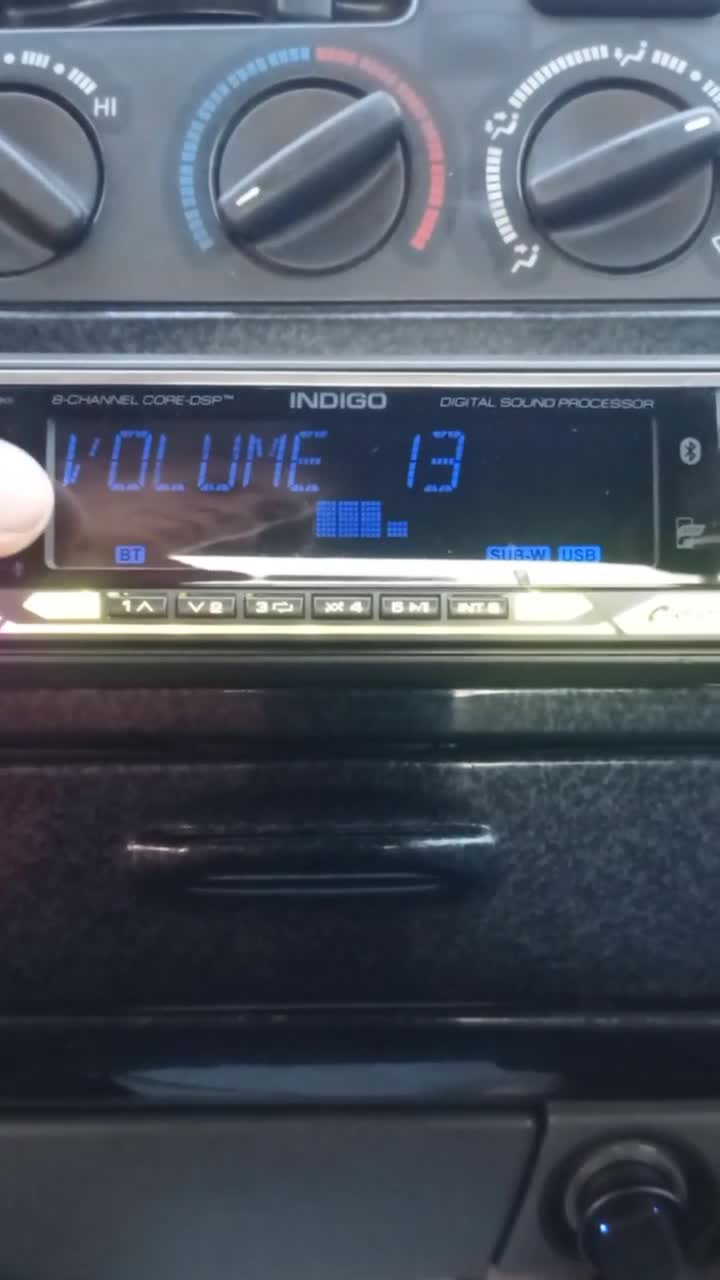 HI
8-CHANNEL CORE-DSP™ INDIGO DIGITAL SOUND PROCESSOR
VOLUME 13
BT SUB-W USB
1 2 3 4 5 INT 6